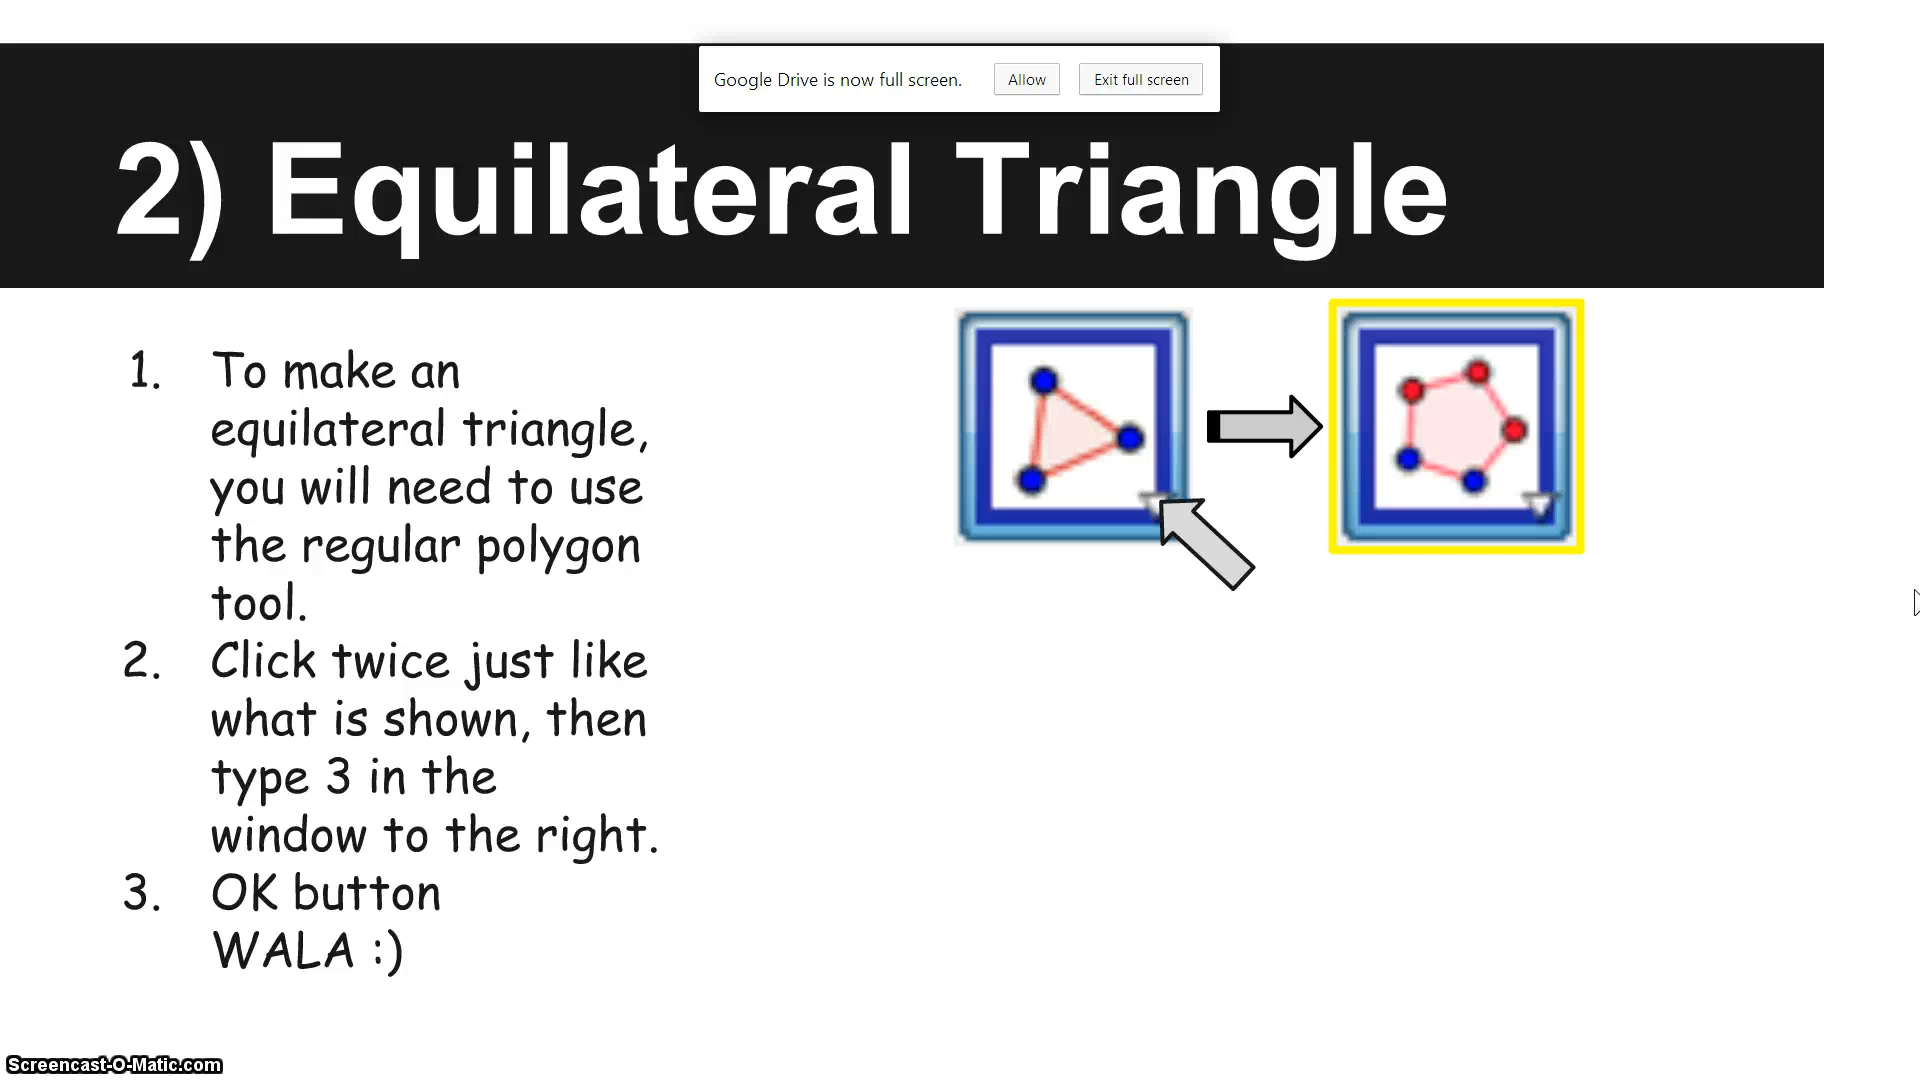 Google Drive is now full screen. Allow Exit full screen
2) Equilateral Triangle
1. To make an
equilateral triangle,
you will need to use
the regular polygon
tool.
2. Click twice just like
what is shown, then
type 3 in the
window to the right.
3. OK button
WALA :)
Screencast-O-Matic.com